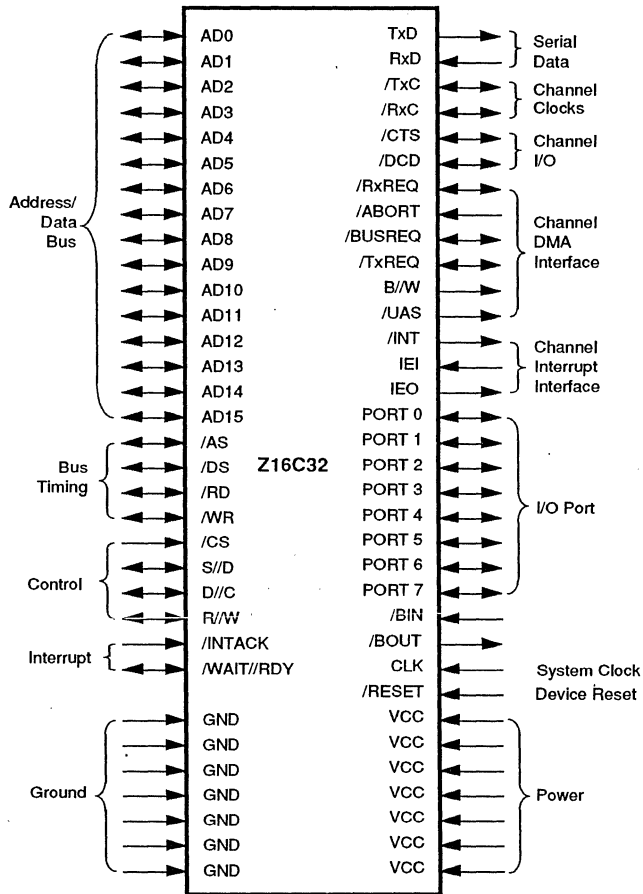 Address/
Data
Bus
Bus
Timing
Control
Interrupt
Ground
AD0
AD1
AD2
AD3
AD4
AD5
AD6
AD7
AD8
AD9
AD10
AD11
AD12
AD13
AD14
AD15
/AS
/DS
/RD
/WR
/CS
S//D
D//C
R//W
/INTACK
/WAIT//RDY
GND
GND
GND
GND
GND
GND
GND
Z16C32
TxD
RxD
/TxC
/RxC
/CTS
/DCD
/RxREQ
/ABORT
/BUSREQ
/TxREQ
B//W
/UAS
/INT
IEI
IEO
PORT 0
PORT 1
PORT 2
PORT 3
PORT 4
PORT 5
PORT 6
PORT 7
/BIN
/BOUT
CLK
/RESET
VCC
VCC
VCC
VCC
VCC
VCC
VCC
Serial
Data
Channel
Clocks
Channel
I/O
Channel
DMA
Interface
Channel
Interrupt
Interface
I/O Port
System Clock
Device Reset
Power